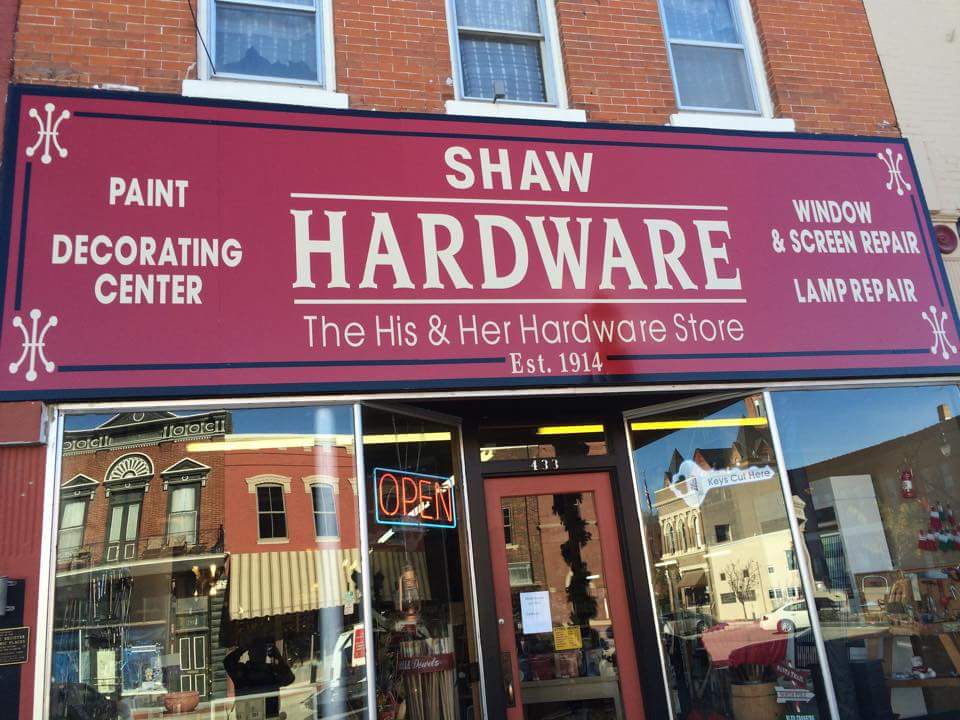 SHAW
HARDWARE
The His & Her Hardware Store
Est. 1914
PAINT
DECORATING
CENTER
WINDOW
& SCREEN REPAIR
LAMP REPAIR
433
OPEN
Keys Cut Here
Dowels